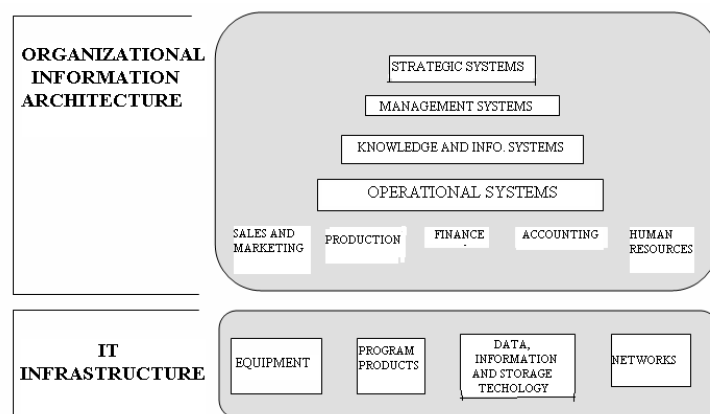 ORGANIZATIONAL
INFORMATION
ARCHITECTURE
STRATEGIC SYSTEMS
MANAGEMENT SYSTEMS
KNOWLEDGE AND INFO. SYSTEMS
OPERATIONAL SYSTEMS
SALES AND
MARKETING
PRODUCTION
FINANCE
ACCOUNTING
HUMAN
RESOURCES
IT
INFRASTRUCTURE
EQUIPMENT
PROGRAM
PRODUCTS
DATA,
INFORMATION
AND STORAGE
TECHOLOGY
NETWORKS